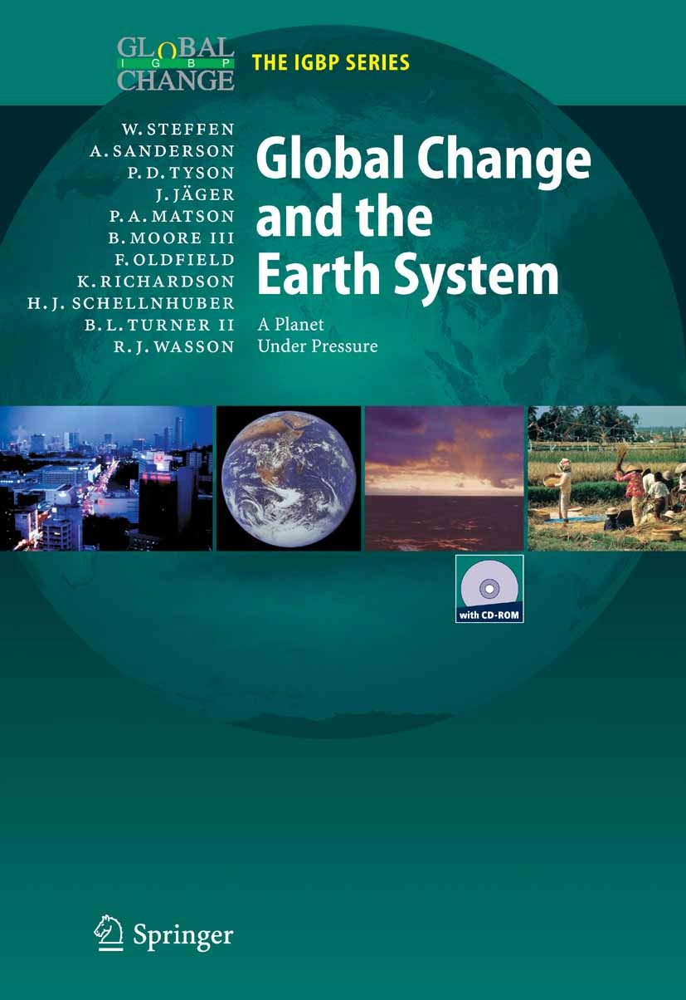 GLOBAL
I G B P
CHANGE
THE IGBP SERIES
W. STEFFEN
A. SANDERSON
P. D. TYSON
J. JÄGER
P. A. MATSON
B. MOORE III
F. OLDFIELD
K. RICHARDSON
H. J. SCHELLNHUBER
B. L. TURNER II
R. J. WASSON
Global Change
and the
Earth System
A Planet
Under Pressure
with CD-ROM
Springer